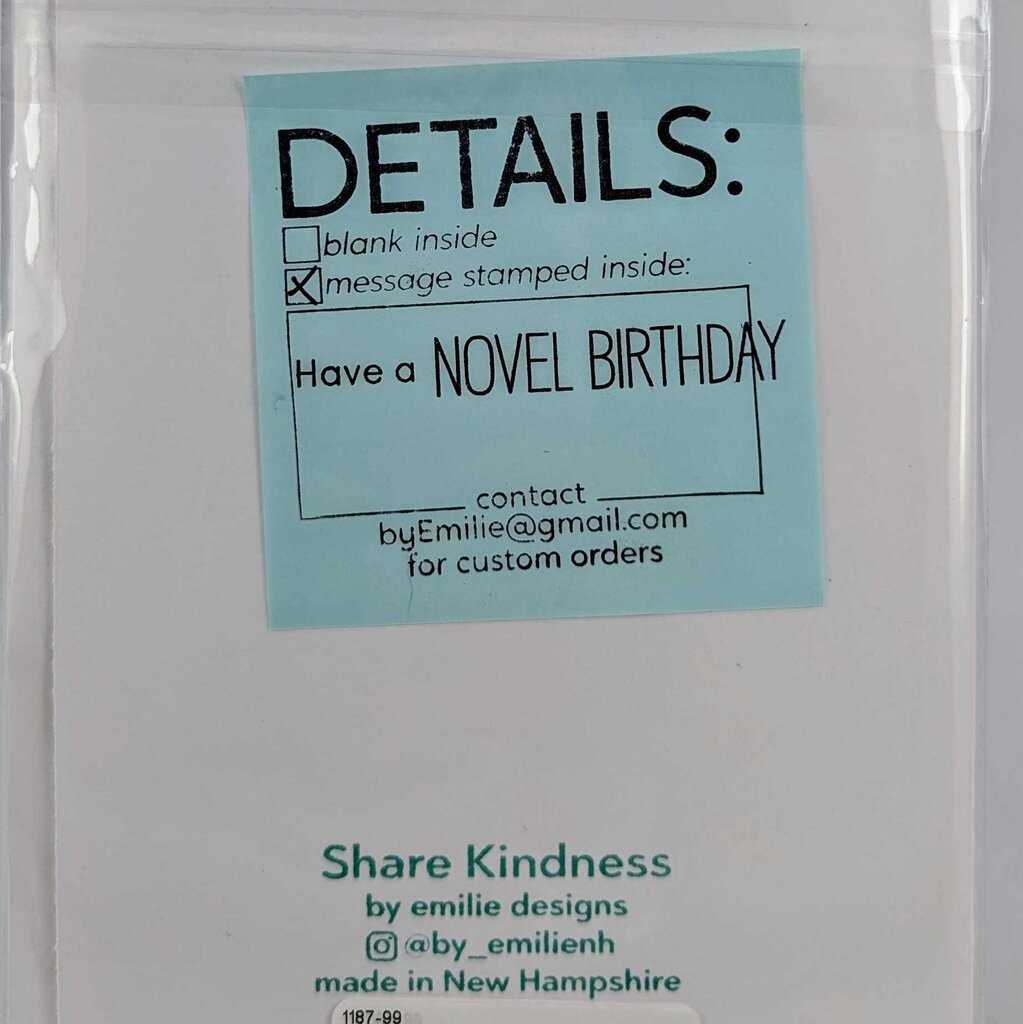 DETAILS:
blank inside
message stamped inside:
Have a NOVEL BIRTHDAY
contact
byEmilie@gmail.com
for custom orders
Share Kindness
by emilie designs
@by_emilienh
made in New Hampshire
1187-99